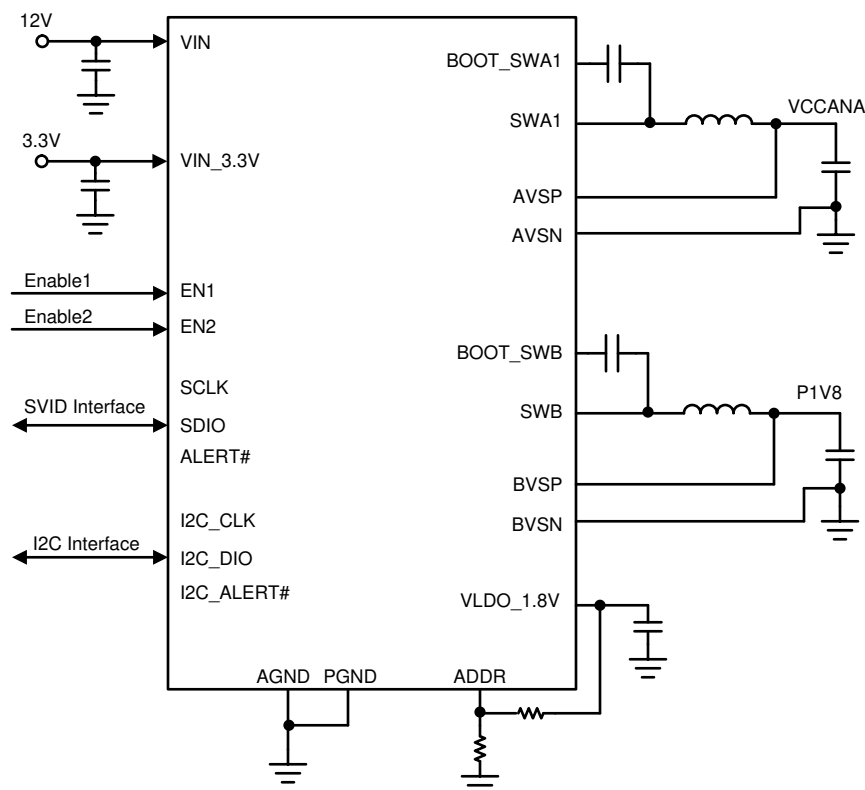 12V
VIN
BOOT_SWA1
SWA1
VCCANA
3.3V
VIN_3.3V
AVSP
AVSN
Enable1
EN1
Enable2
EN2
BOOT_SWB
SCLK
SVID Interface
SDIO
ALERT#
SWB
P1V8
BVSP
BVSN
I2C_CLK
I2C Interface
I2C_DIO
I2C_ALERT#
VLDO_1.8V
AGND
PGND
ADDR